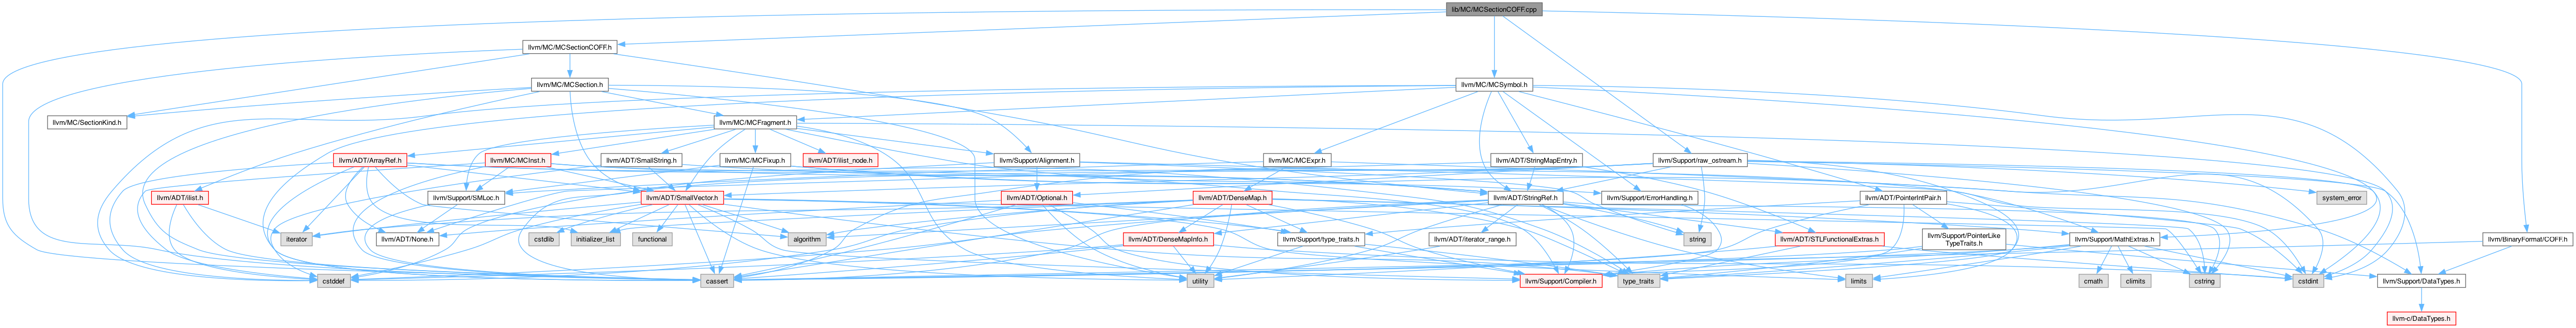 lib/MC/MCSectionCOFF.cpp
llvm/MC/MCSectionCOFF.h
llvm/MC/MCSection.h
llvm/MC/MCSymbol.h
llvm/MC/SectionKind.h
llvm/MC/MCFragment.h
llvm/ADT/ArrayRef.h
llvm/MC/MCInst.h
llvm/ADT/SmallString.h
llvm/MC/MCFixup.h
llvm/ADT/ilist_node.h
llvm/Support/Alignment.h
llvm/MC/MCExpr.h
llvm/ADT/StringMapEntry.h
llvm/Support/raw_ostream.h
llvm/ADT/ilist.h
llvm/Support/SMLoc.h
llvm/ADT/SmallVector.h
llvm/ADT/Optional.h
llvm/ADT/DenseMap.h
llvm/ADT/StringRef.h
llvm/Support/ErrorHandling.h
llvm/ADT/PointerIntPair.h
system_error
iterator
llvm/ADT/None.h
cstdlib
initializer_list
functional
algorithm
llvm/ADT/DenseMapInfo.h
llvm/Support/type_traits.h
llvm/ADT/iterator_range.h
string
llvm/ADT/STLFunctionalExtras.h
llvm/Support/PointerLike
TypeTraits.h
llvm/Support/MathExtras.h
llvm/BinaryFormat/COFF.h
cstddef
cassert
utility
llvm/Support/Compiler.h
type_traits
limits
cmath
climits
cstring
cstdint
llvm/Support/DataTypes.h
llvm-c/DataTypes.h